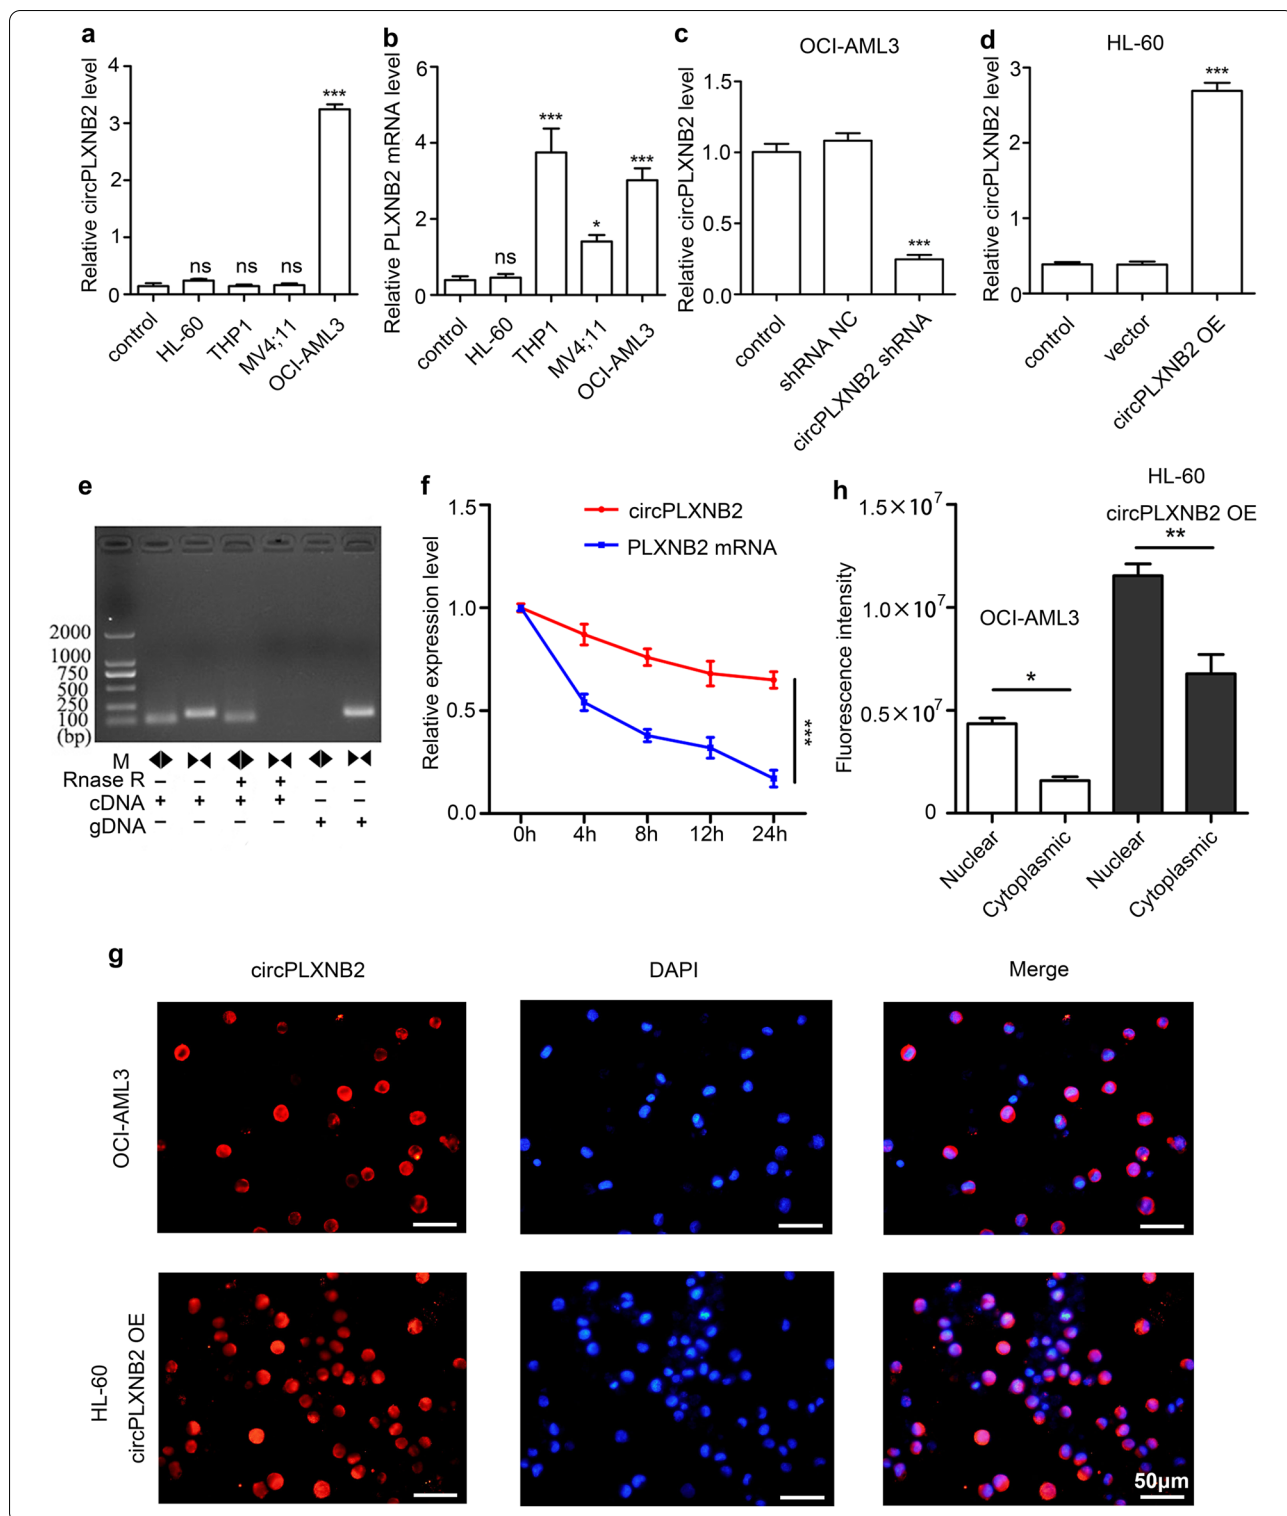 a
Relative circPLXNB2 level
4
3
2
1
0
ns
ns
ns
***
control
HL-60
THP1
MV4;11
OCI-AML3
b
Relative PLXNB2 mRNA level
6
4
2
0
ns
***
*
***
control
HL-60
THP1
MV4;11
OCI-AML3
c
OCI-AML3
Relative circPLXNB2 level
1.5
1.0
0.5
0.0
***
control
shRNA NC
circPLXNB2 shRNA
d
HL-60
Relative circPLXNB2 level
3
2
1
0
***
control
vector
circPLXNB2 OE
e
2000
1000
750
500
250
100
(bp)
M
Rnase R – – + +
cDNA + + + + – –
gDNA – – – – + +
f
Relative expression level
1.5
1.0
0.5
0.0
circPLXNB2
PLXNB2 mRNA
***
0h 4h 8h 12h 24h
h
HL-60
circPLXNB2 OE
**
OCI-AML3
*
Fluorescence intensity
1.5×10⁷
1.0×10⁷
0.5×10⁷
0
Nuclear
Cytoplasmic
Nuclear
Cytoplasmic
g
circPLXNB2 DAPI Merge
OCI-AML3
HL-60
circPLXNB2 OE
50μm